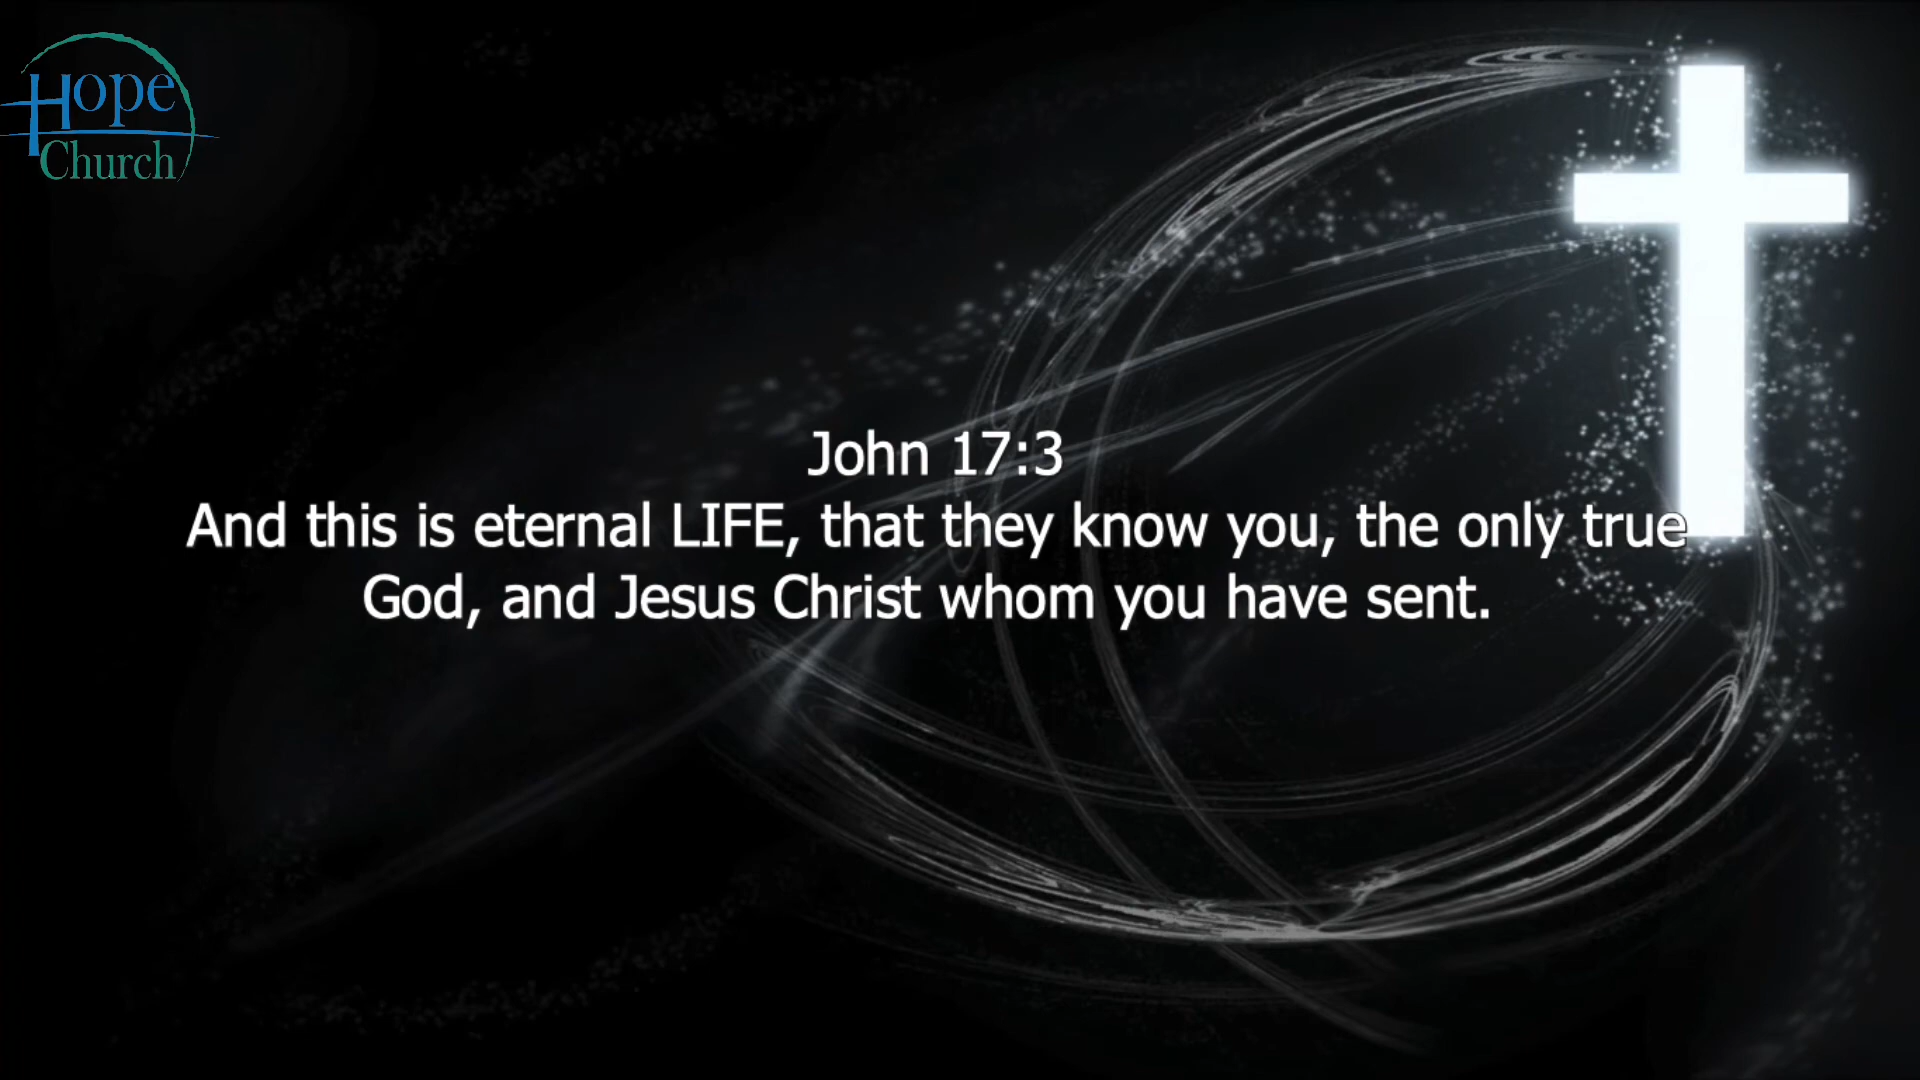 Hope
Church
John 17:3
And this is eternal LIFE, that they know you, the only true
God, and Jesus Christ whom you have sent.